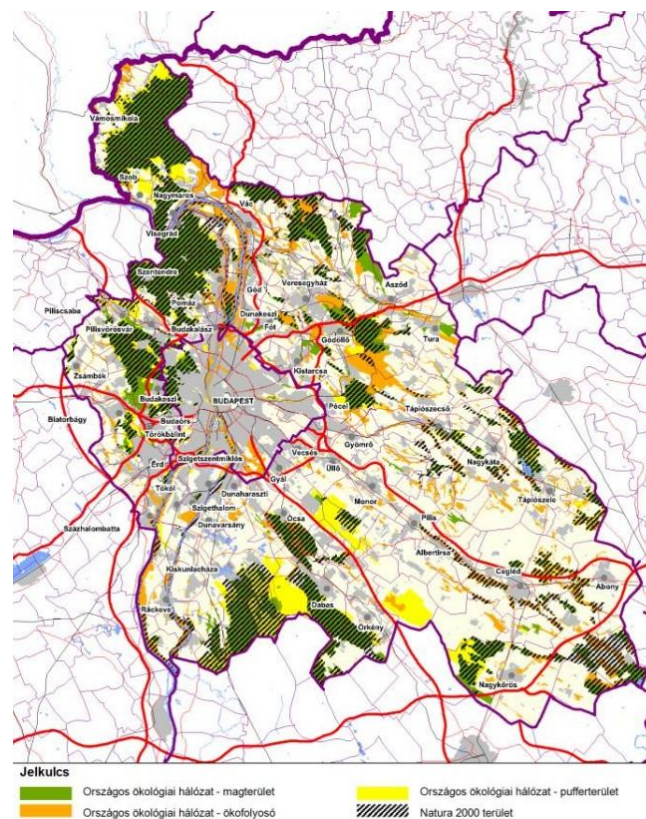 Vámosmikola
Szob
Nagymaros
Vác
Visegrád
Szentendre
Göd
Veresegyház
Aszód
Piliscsaba
Pomáz
Dunakeszi
Pilisvörösvár
Budakalász
Fót
Gödöllő
Tura
Zsámbék
Kistarcsa
Budakeszi
BUDAPEST
Pécel
Tápiószecső
Biatorbágy
Budaörs
Törökbálint
Gyömrő
Érd
Szigetszentmiklós
Vecsés
Üllő
Nagykáta
Tököl
Gyál
Dunaharaszti
Monor
Tápiószele
Szigethalom
Ócsa
Pilis
Százhalombatta
Dunavarsány
Albertirsa
Cegléd
Kiskunlacháza
Abony
Ráckeve
Dabas
Örkény
Nagykőrös
Jelkulcs
Országos ökológiai hálózat - magterület
Országos ökológiai hálózat - pufferterület
Országos ökológiai hálózat - ökofolyosó
Natura 2000 terület